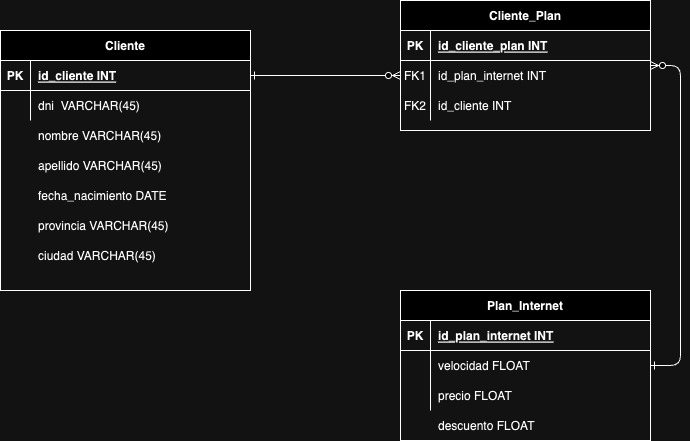 Cliente_Plan
PK id_cliente_plan INT
FK1 id_plan_internet INT
FK2 id_cliente INT
Cliente
PK id_cliente INT
dni VARCHAR(45)
nombre VARCHAR(45)
apellido VARCHAR(45)
fecha_nacimiento DATE
provincia VARCHAR(45)
ciudad VARCHAR(45)
Plan_Internet
PK id_plan_internet INT
velocidad FLOAT
precio FLOAT
descuento FLOAT